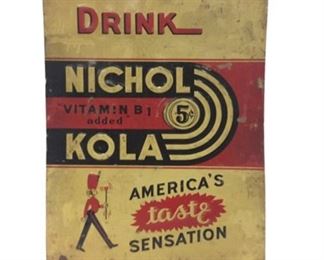 DRINK
NICHOL
"VITAMIN B1
added"
5¢
KOLA
AMERICA'S
taste
SENSATION